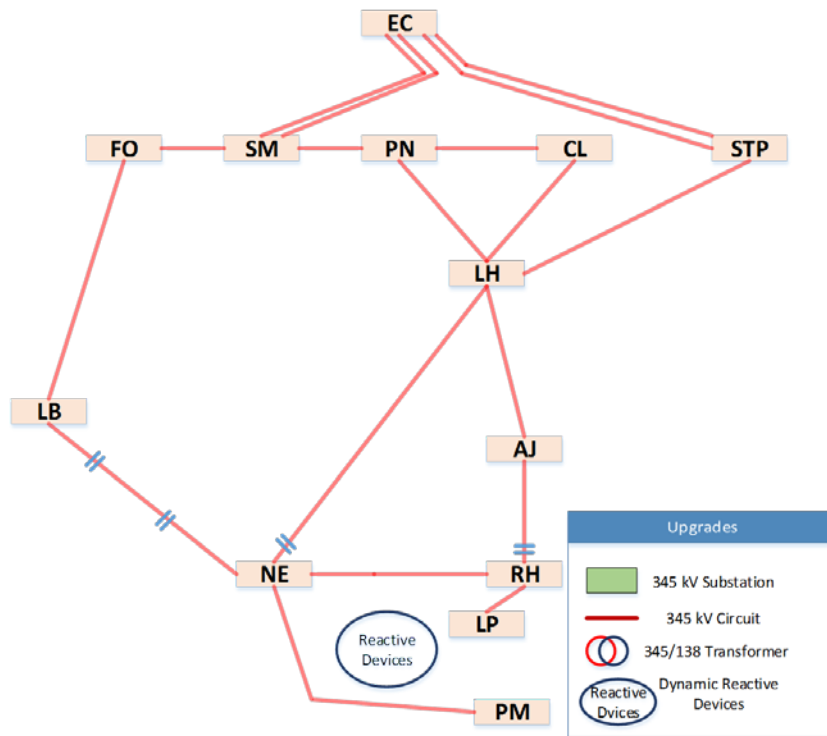 EC
FO
SM
PN
CL
STP
LH
LB
AJ
NE
RH
LP
Reactive
Devices
PM
Upgrades
345 kV Substation
345 kV Circuit
345/138 Transformer
Reactive
Dvices
Dynamic Reactive
Devices